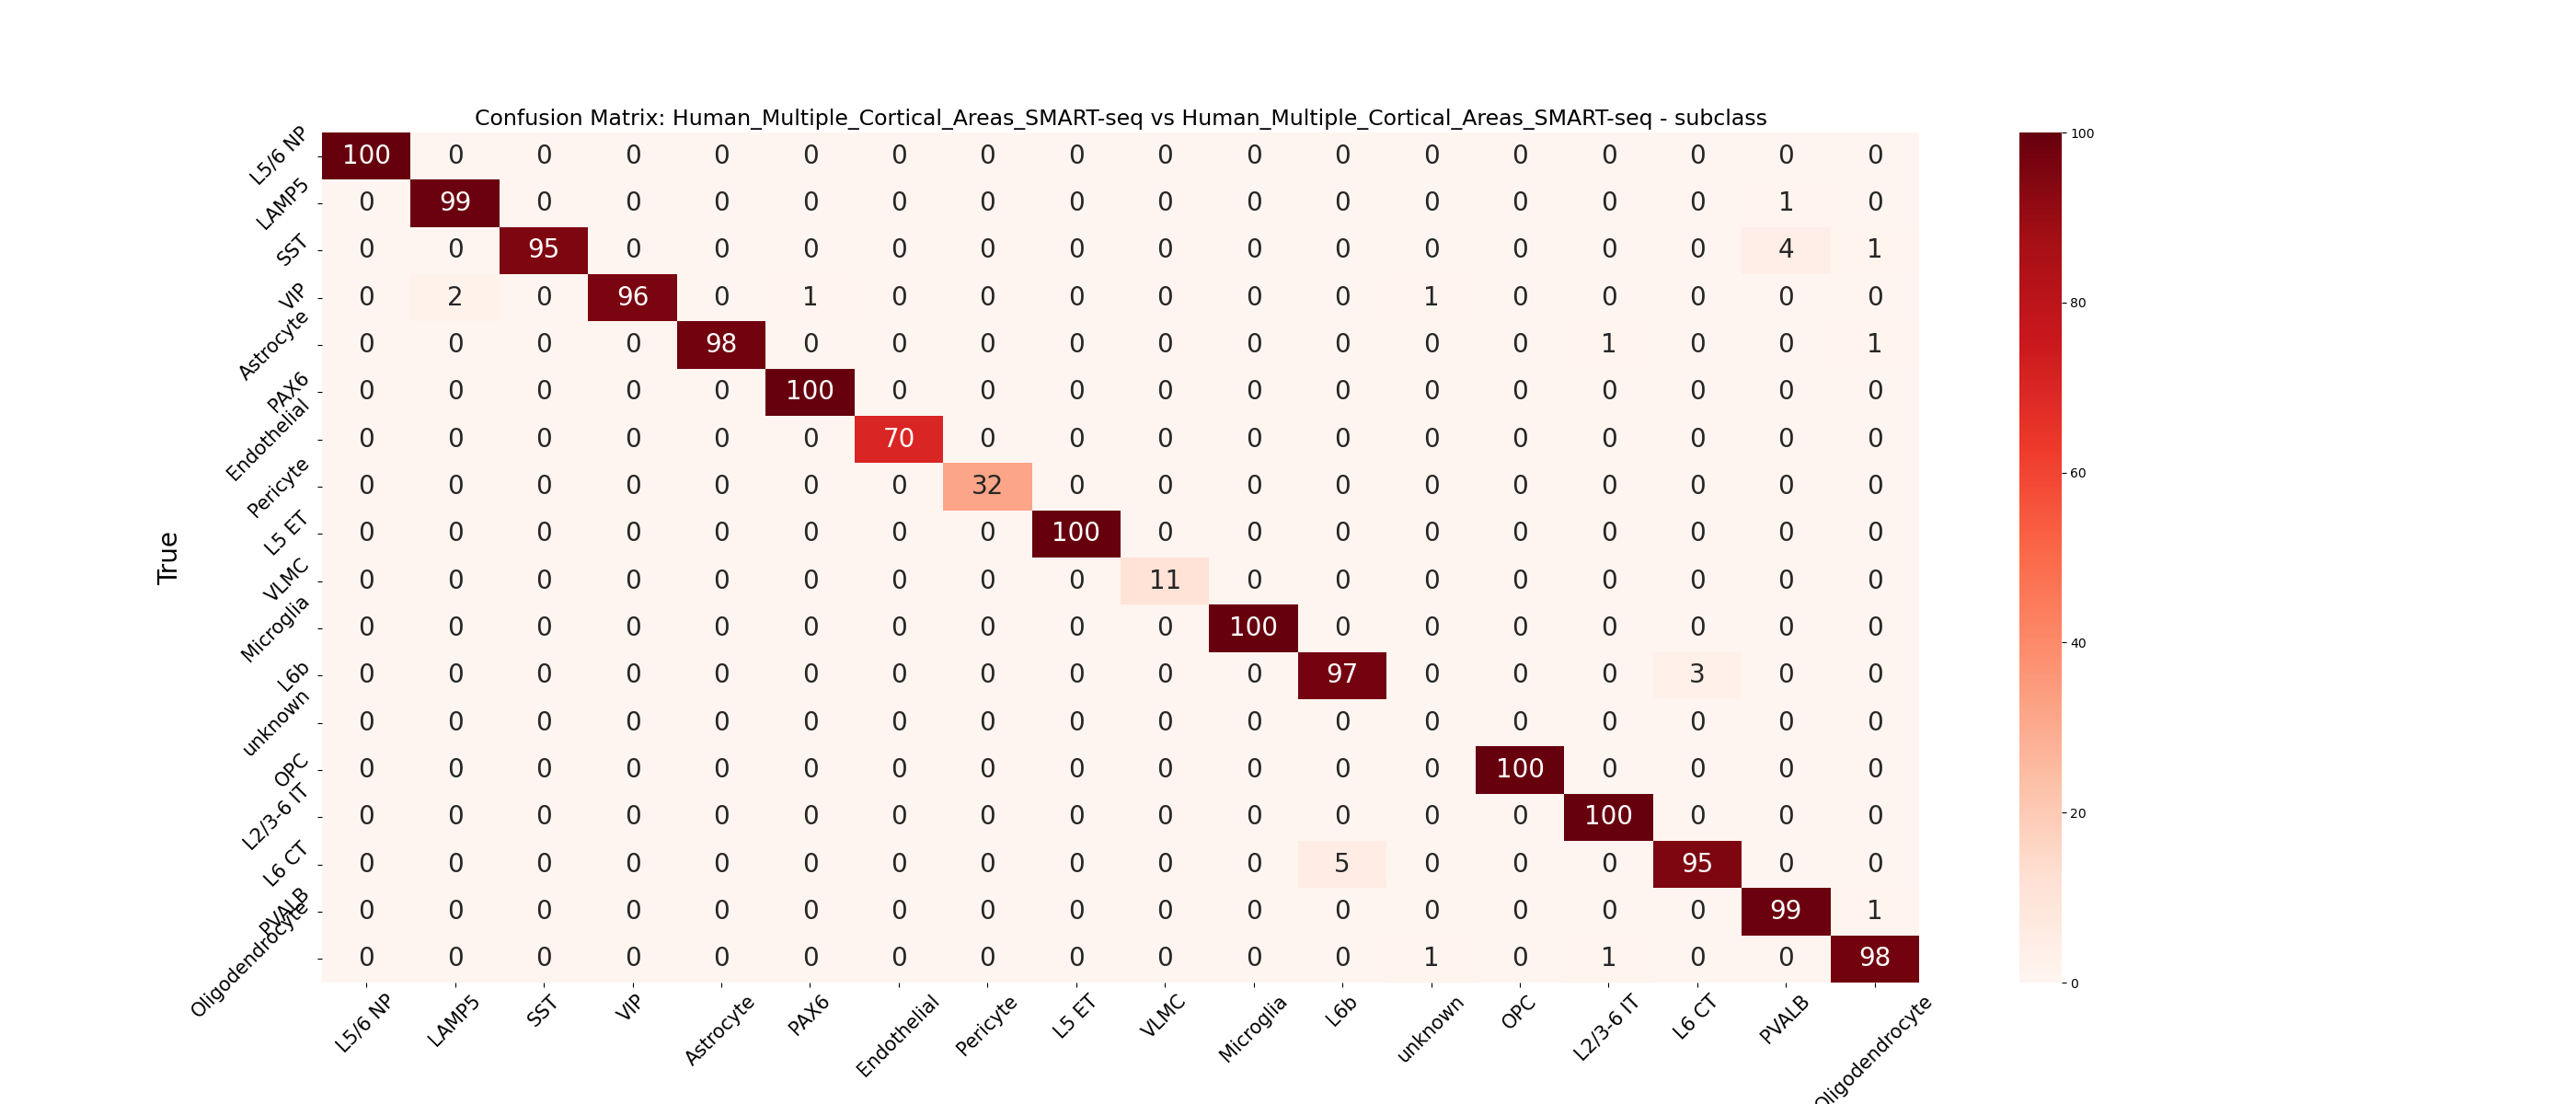 Confusion Matrix: Human_Multiple_Cortical_Areas_SMART-seq vs Human_Multiple_Cortical_Areas_SMART-seq - subclass
L5/6 NP 100 0 0 0 0 0 0 0 0 0 0 0 0 0 0 0 0 0
LAMP5 0 99 0 0 0 0 0 0 0 0 0 0 0 0 0 0 1 0
SST 0 0 95 0 0 0 0 0 0 0 0 0 0 0 0 0 4 1
VIP 0 2 0 96 0 1 0 0 0 0 0 0 1 0 0 0 0 0
Astrocyte 0 0 0 0 98 0 0 0 0 0 0 0 0 0 1 0 0 1
PAX6 0 0 0 0 0 100 0 0 0 0 0 0 0 0 0 0 0 0
Endothelial 0 0 0 0 0 0 70 0 0 0 0 0 0 0 0 0 0 0
Pericyte 0 0 0 0 0 0 0 32 0 0 0 0 0 0 0 0 0 0
L5 ET 0 0 0 0 0 0 0 0 100 0 0 0 0 0 0 0 0 0
VLMC 0 0 0 0 0 0 0 0 0 11 0 0 0 0 0 0 0 0
Microglia 0 0 0 0 0 0 0 0 0 0 100 0 0 0 0 0 0 0
L6b 0 0 0 0 0 0 0 0 0 0 0 97 0 0 0 3 0 0
unknown 0 0 0 0 0 0 0 0 0 0 0 0 0 0 0 0 0 0
OPC 0 0 0 0 0 0 0 0 0 0 0 0 0 100 0 0 0 0
L2/3-6 IT 0 0 0 0 0 0 0 0 0 0 0 0 0 0 100 0 0 0
L6 CT 0 0 0 0 0 0 0 0 0 0 0 5 0 0 0 95 0 0
PVALB 0 0 0 0 0 0 0 0 0 0 0 0 0 0 0 0 99 1
Oligodendrocyte 0 0 0 0 0 0 0 0 0 0 0 0 1 0 1 0 0 98
True
L5/6 NP LAMP5 SST VIP Astrocyte PAX6 Endothelial Pericyte L5 ET VLMC Microglia L6b unknown OPC L2/3-6 IT L6 CT PVALB Oligodendrocyte
100
80
60
40
20
0